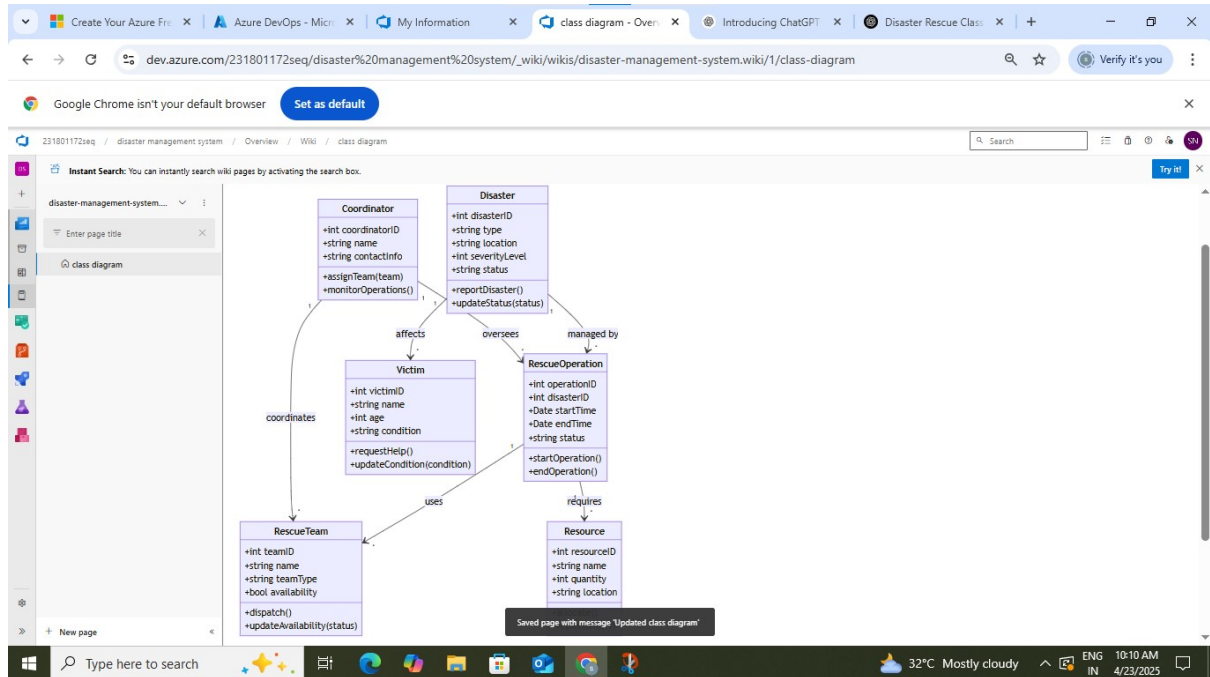 Create Your Azure Fre
Azure DevOps - Micro
My Information
class diagram - Over
Introducing ChatGPT
Disaster Rescue Class
dev.azure.com/231801172seq/disaster%20management%20system/_wiki/wikis/disaster-management-system.wiki/1/class-diagram
Verify it's you
Google Chrome isn't your default browser
Set as default
231801172seq / disaster management system / Overview / Wiki / class diagram
Search
SN
DS
Instant Search: You can instantly search wiki pages by activating the search box.
Try it!
disaster-management-system....
Enter page title
class diagram
Coordinator
+int coordinatorID
+string name
+string contactInfo
+assignTeam(team)
+monitorOperations()
Disaster
+int disasterID
+string type
+string location
+int severityLevel
+string status
+reportDisaster()
+updateStatus(status)
1
1
1
1
affects
oversees
managed by
*
*
*
Victim
+int victimID
+string name
+int age
+string condition
+requestHelp()
+updateCondition(condition)
RescueOperation
+int operationID
+int disasterID
+Date startTime
+Date endTime
+string status
+startOperation()
+endOperation()
coordinates
1
uses
requires
*
*
RescueTeam
+int teamID
+string name
+string teamType
+bool availability
+dispatch()
+updateAvailability(status)
Resource
+int resourceID
+string name
+int quantity
+string location
Saved page with message 'Updated class diagram'
+ New page
Type here to search
32°C Mostly cloudy
ENG
IN
10:10 AM
4/23/2025